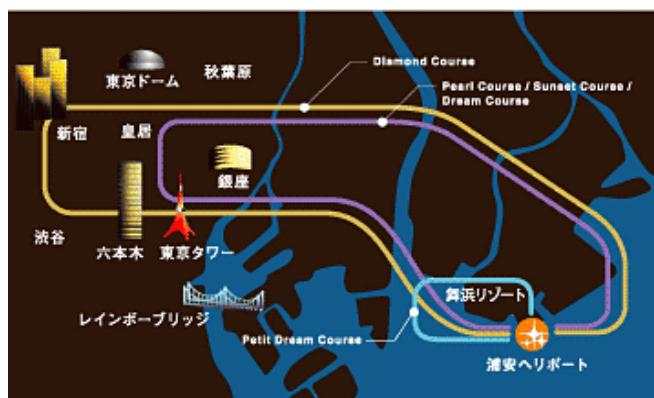 Diamond Course
東京ドーム
秋葉原
Pearl Course / Sunset Course /
Dream Course
新宿
皇居
銀座
渋谷
六本木
東京タワー
舞浜リゾート
レインボーブリッジ
Petit Dream Course
浦安ヘリポート